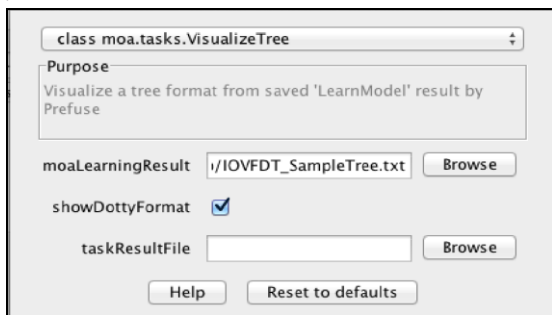 class moa.tasks.VisualizeTree
Purpose
Visualize a tree format from saved 'LearnModel' result by
Prefuse
moaLearningResult ı/IOVFDT_SampleTree.txt Browse
showDottyFormat
taskResultFile Browse
Help Reset to defaults